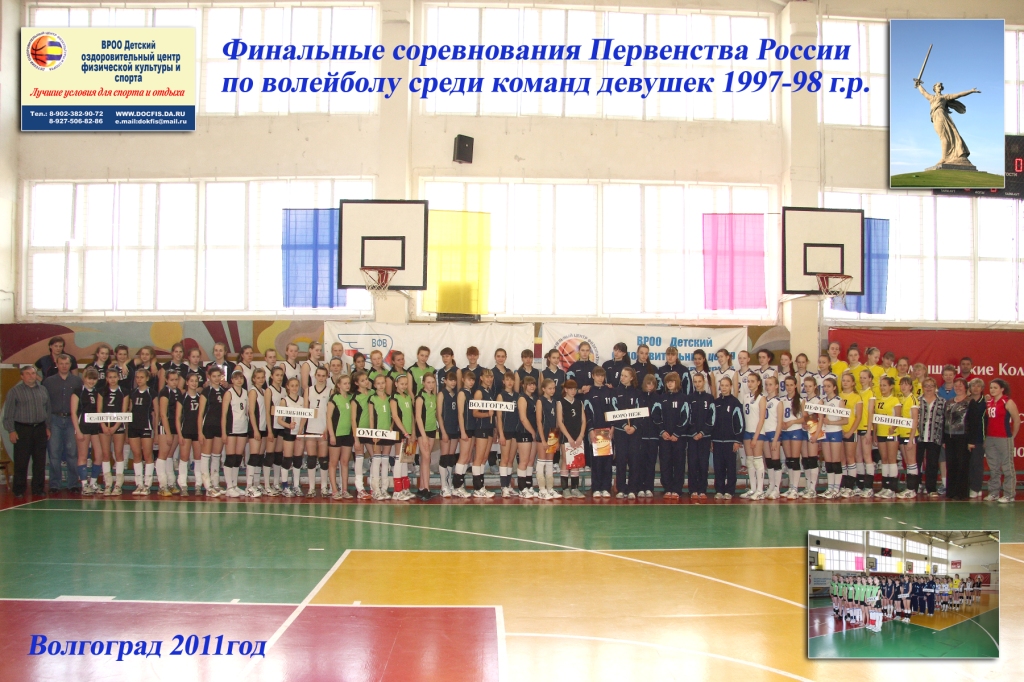 ВРОО Детский
оздоровительный центр
физической культуры и
спорта
Лучшие условия для спорта и отдыха
Тел.: 8-902-382-90-72 WWW.DOCFIS.DA.RU
8-927-506-82-86 e.mail:dokfis@mail.ru
Финальные соревнования Первенства России
по волейболу среди команд девушек 1997-98 г.р.
ВФВ
ВРОО Детский
С-ПЕТЕРБУРГ
ЧЕЛЯБИНСК
ОМСК
ВОЛГОГРАД
ВОРОНЕЖ
НЕФТЕКАМСК
ОБНИНСК
Волгоград 2011год